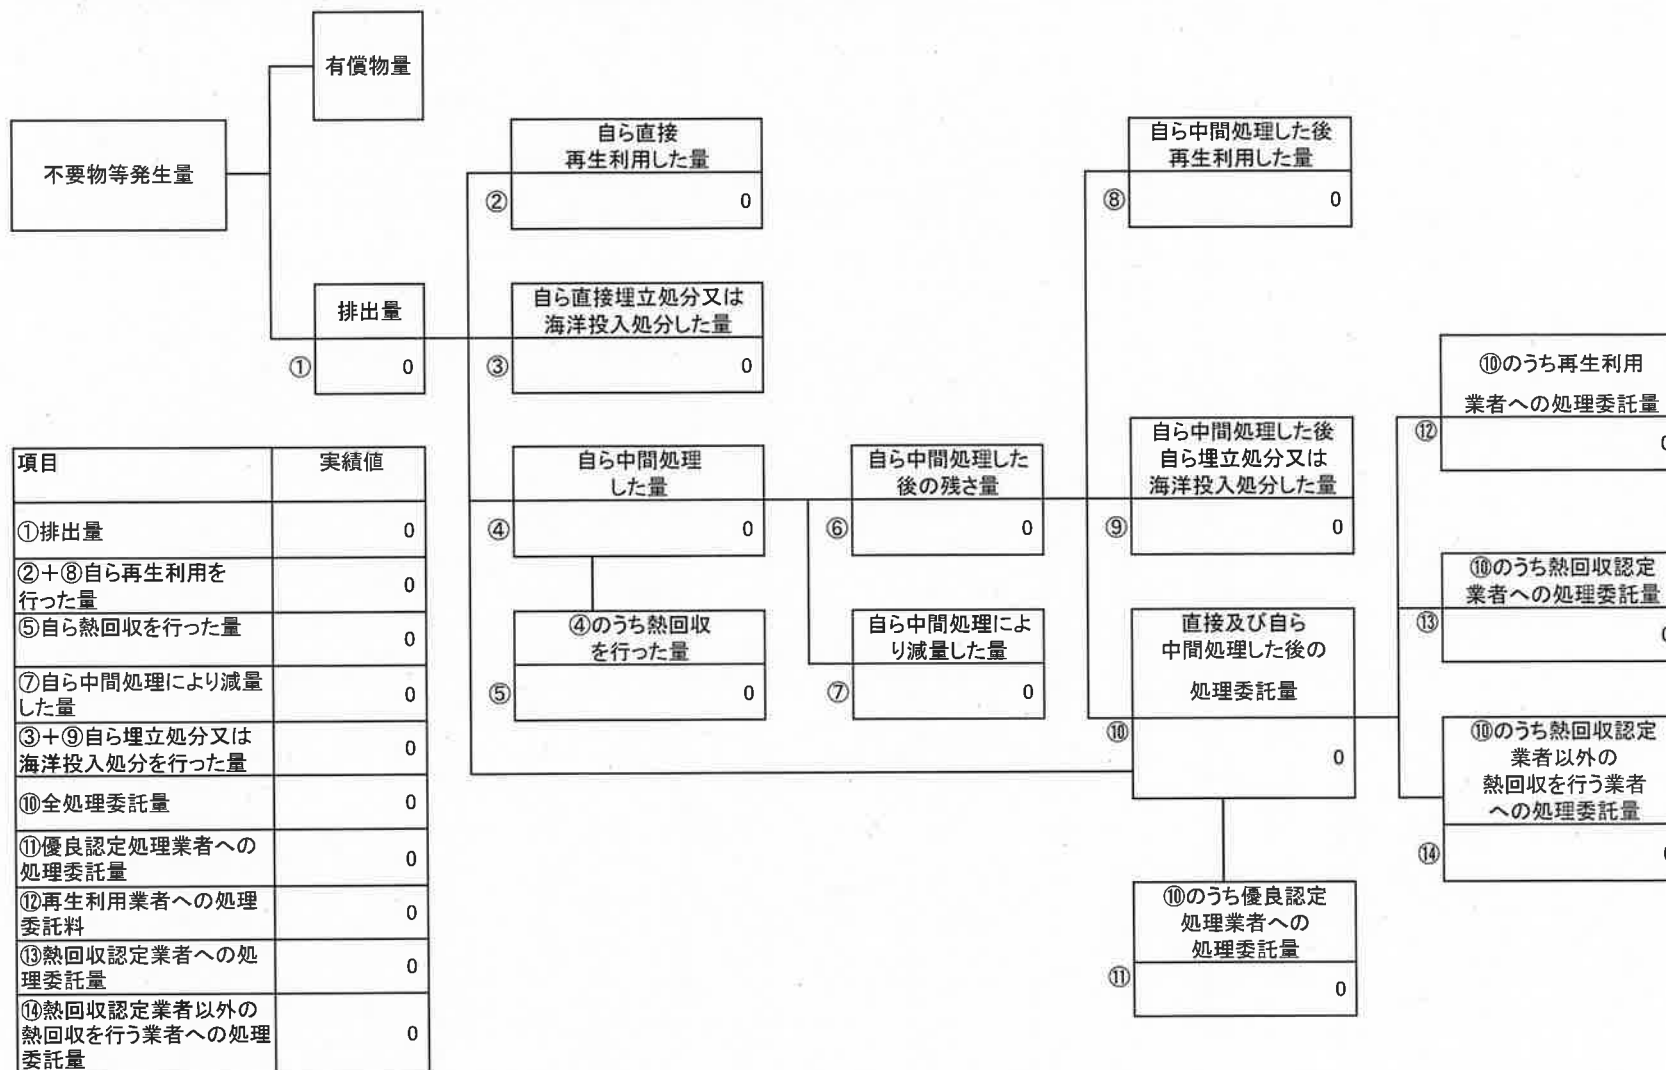 有償物量
不要物等発生量
自ら直接
再生利用した量
②
0
自ら中間処理した後
再生利用した量
⑧
0
排出量
①
0
自ら直接埋立処分又は
海洋投入処分した量
③
0
⑩のうち再生利用
業者への処理委託量
⑫
0
項目
実績値
①排出量
0
②+⑧自ら再生利用を
行った量
0
⑤自ら熱回収を行った量
0
⑦自ら中間処理により減量
した量
0
③+⑨自ら埋立処分又は
海洋投入処分を行った量
0
⑩全処理委託量
0
⑪優良認定処理業者への
処理委託量
0
⑫再生利用業者への処理
委託料
0
⑬熱回収認定業者への処
理委託量
0
⑭熱回収認定業者以外の
熱回収を行う業者への処理
委託量
0
自ら中間処理
した量
④
0
自ら中間処理した
後の残さ量
⑥
0
自ら中間処理した後
自ら埋立処分又は
海洋投入処分した量
⑨
0
⑩のうち熱回収認定
業者への処理委託量
⑬
0
④のうち熱回収
を行った量
⑤
0
自ら中間処理によ
り減量した量
⑦
0
直接及び自ら
中間処理した後の
処理委託量
⑩
0
⑩のうち熱回収認定
業者以外の
熱回収を行う業者
への処理委託量
⑭
⑩のうち優良認定
処理業者への
処理委託量
⑪
0